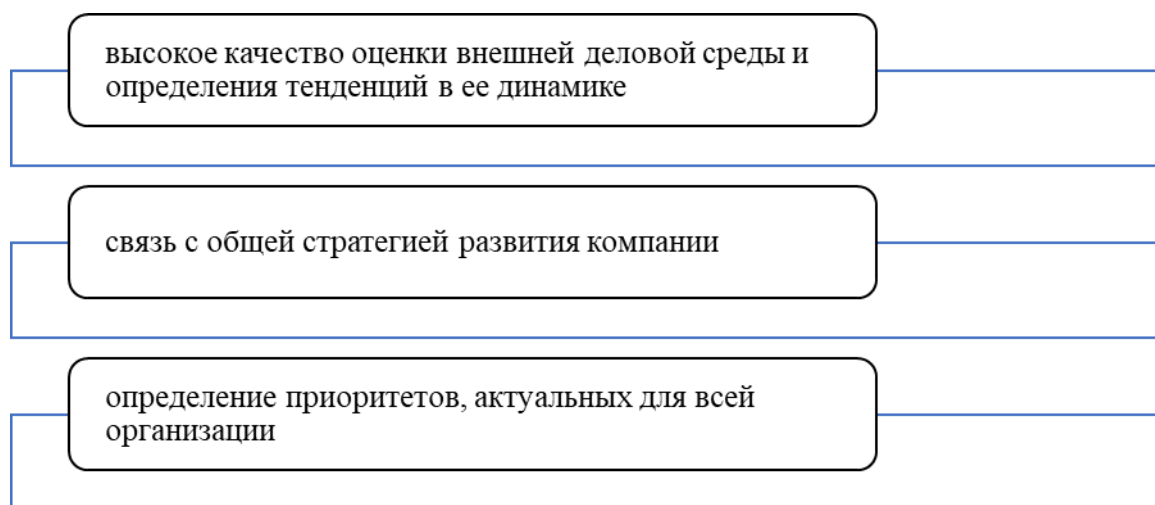 высокое качество оценки внешней деловой среды и
определения тенденций в ее динамике
связь с общей стратегией развития компании
определение приоритетов, актуальных для всей
организации